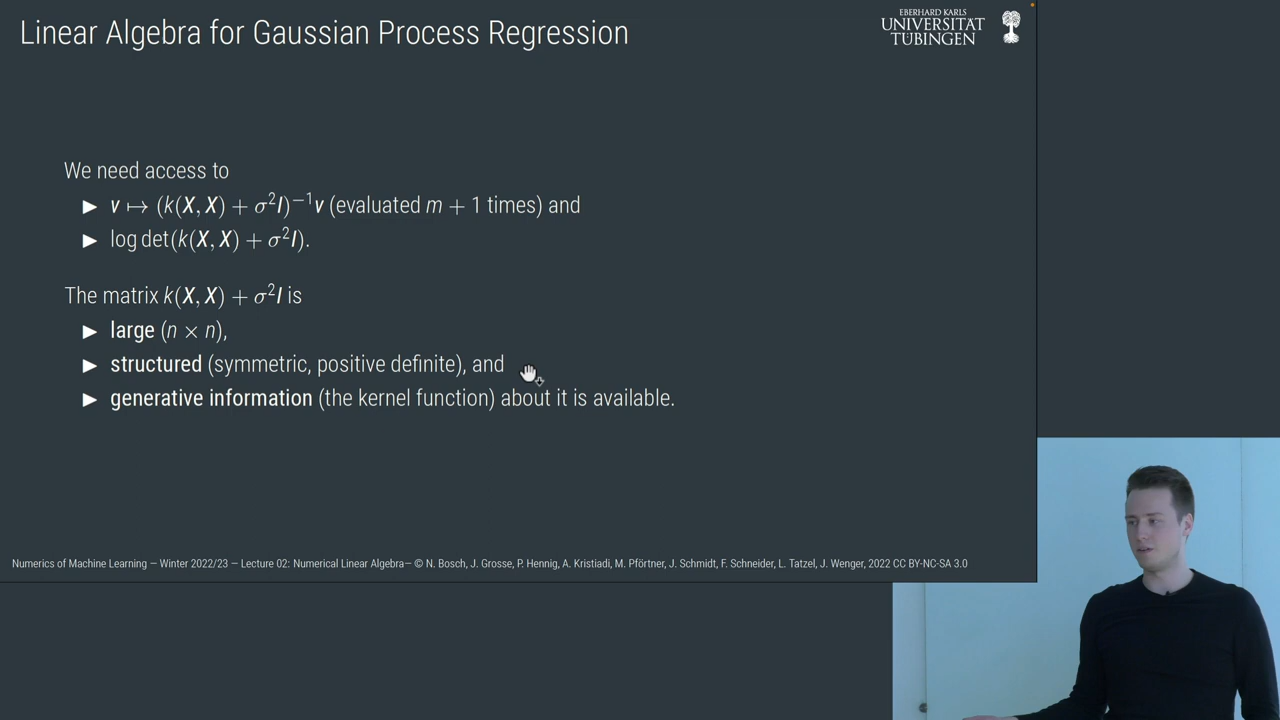 Linear Algebra for Gaussian Process Regression
EBERHARD KARLS
UNIVERSITÄT
TÜBINGEN
We need access to
▶ v ↦ (k(X, X) + σ²I)⁻¹v (evaluated m + 1 times) and
▶ log det(k(X, X) + σ²I).
The matrix k(X, X) + σ²I is
▶ large (n × n),
▶ structured (symmetric, positive definite), and
▶ generative information (the kernel function) about it is available.
Numerics of Machine Learning — Winter 2022/23 — Lecture 02: Numerical Linear Algebra— © N. Bosch, J. Grosse, P. Hennig, A. Kristiadi, M. Pförtner, J. Schmidt, F. Schneider, L. Tatzel, J. Wenger, 2022 CC BY-NC-SA 3.0